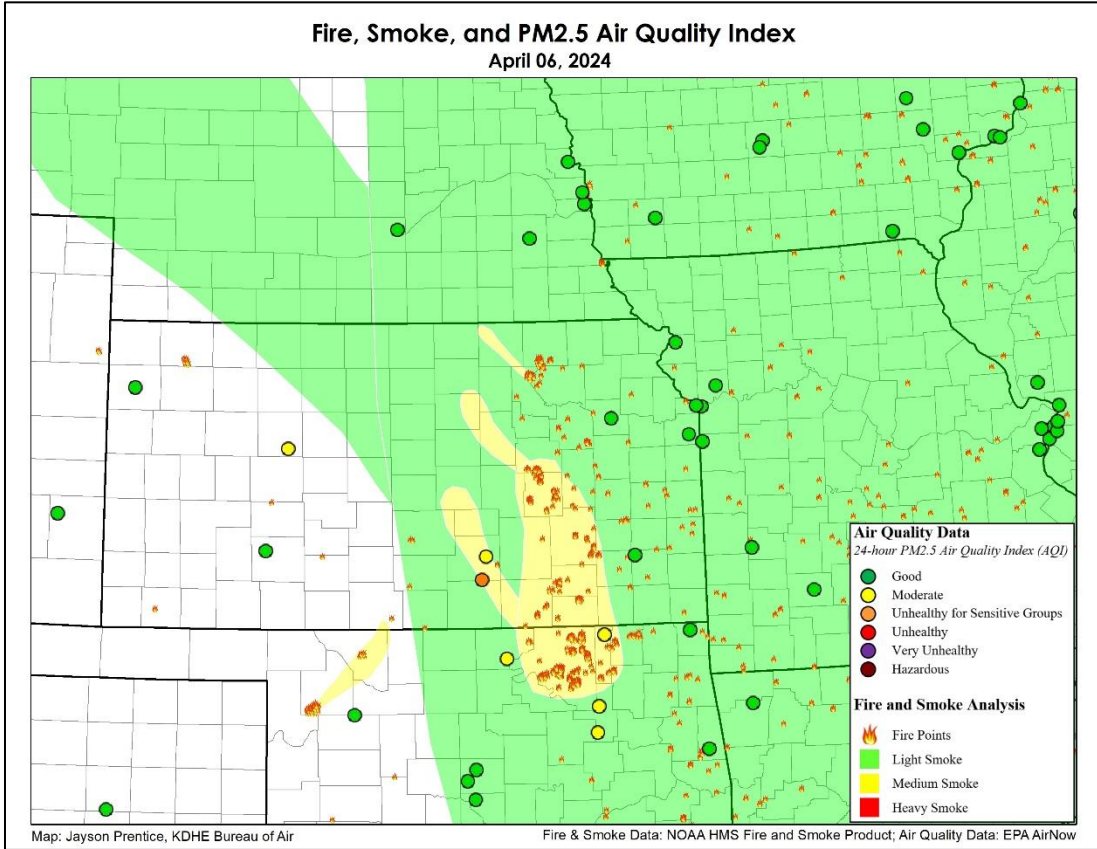 Fire, Smoke, and PM2.5 Air Quality Index
April 06, 2024
Air Quality Data
24-hour PM2.5 Air Quality Index (AQI)
Good
Moderate
Unhealthy for Sensitive Groups
Unhealthy
Very Unhealthy
Hazardous
Fire and Smoke Analysis
Fire Points
Light Smoke
Medium Smoke
Heavy Smoke
Map: Jayson Prentice, KDHE Bureau of Air
Fire & Smoke Data: NOAA HMS Fire and Smoke Product; Air Quality Data: EPA AirNow